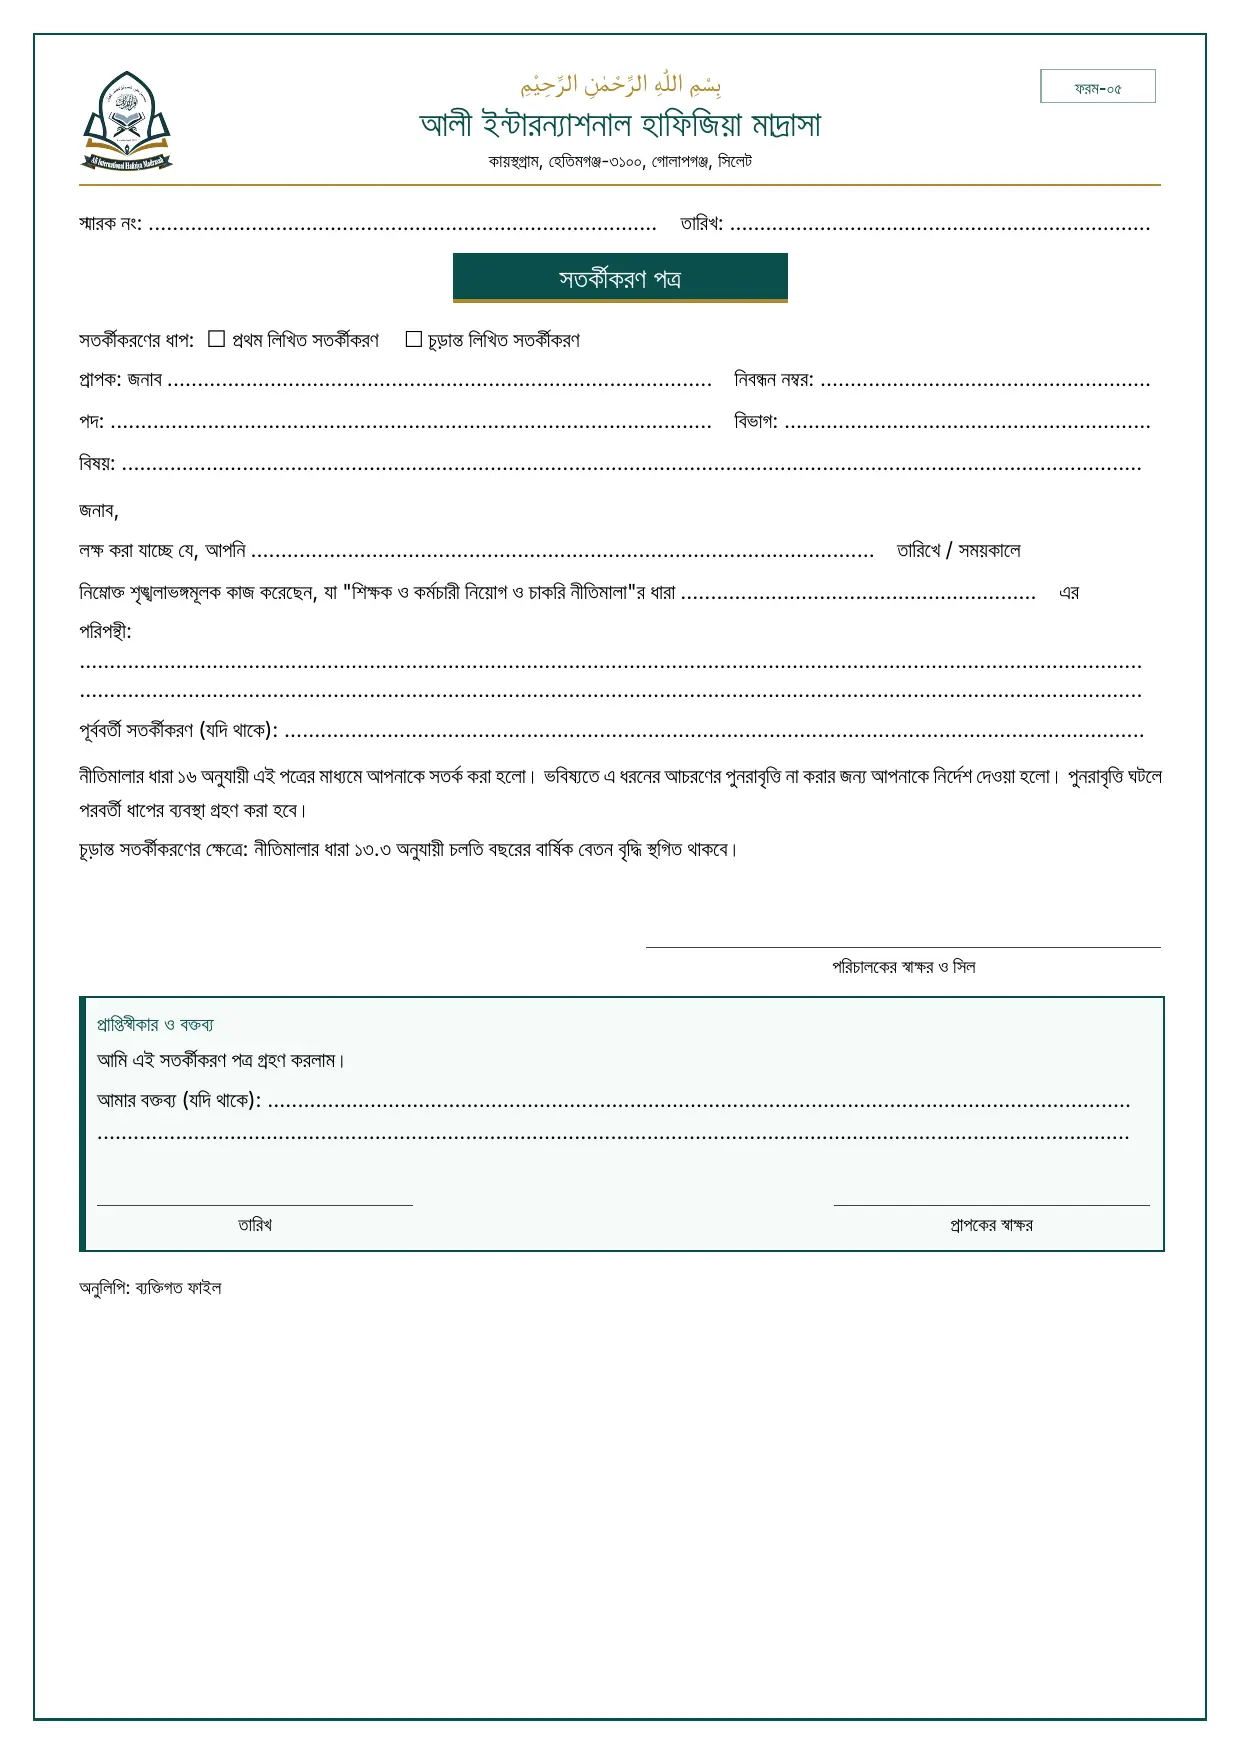 بِسْمِ اللهِ الرَّحْمٰنِ الرَّحِيْمِ
ফরম-০৫
আলী ইন্টারন্যাশনাল হাফিজিয়া মাদ্রাসা
কায়স্থগ্রাম, হেতিমগঞ্জ-৩১০০, গোলাপগঞ্জ, সিলেট
Ali International Hafiziya Madrasah
স্মারক নং: .................................................................................... তারিখ: ......................................................................
সতর্কীকরণ পত্র
সতর্কীকরণের ধাপ: ☐ প্রথম লিখিত সতর্কীকরণ ☐ চূড়ান্ত লিখিত সতর্কীকরণ
প্রাপক: জনাব .......................................................................................... নিবন্ধন নম্বর: .......................................................
পদ: .................................................................................................... বিভাগ: .............................................................
বিষয়: .........................................................................................................................................................................
জনাব,
লক্ষ করা যাচ্ছে যে, আপনি ........................................................................................................ তারিখে / সময়কালে
নিম্নোক্ত শৃঙ্খলাভঙ্গমূলক কাজ করেছেন, যা "শিক্ষক ও কর্মচারী নিয়োগ ও চাকরি নীতিমালা"র ধারা ........................................................... এর
পরিপন্থী:
................................................................................................................................................................................
................................................................................................................................................................................
পূর্ববর্তী সতর্কীকরণ (যদি থাকে): ..............................................................................................................................................
নীতিমালার ধারা ১৬ অনুযায়ী এই পত্রের মাধ্যমে আপনাকে সতর্ক করা হলো। ভবিষ্যতে এ ধরনের আচরণের পুনরাবৃত্তি না করার জন্য আপনাকে নির্দেশ দেওয়া হলো। পুনরাবৃত্তি ঘটলে
পরবর্তী ধাপের ব্যবস্থা গ্রহণ করা হবে।
চূড়ান্ত সতর্কীকরণের ক্ষেত্রে: নীতিমালার ধারা ১৩.৩ অনুযায়ী চলতি বছরের বার্ষিক বেতন বৃদ্ধি স্থগিত থাকবে।
পরিচালকের স্বাক্ষর ও সিল
প্রাপ্তিস্বীকার ও বক্তব্য
আমি এই সতর্কীকরণ পত্র গ্রহণ করলাম।
আমার বক্তব্য (যদি থাকে): ...............................................................................................................................................
...........................................................................................................................................................................
তারিখ প্রাপকের স্বাক্ষর
অনুলিপি: ব্যক্তিগত ফাইল